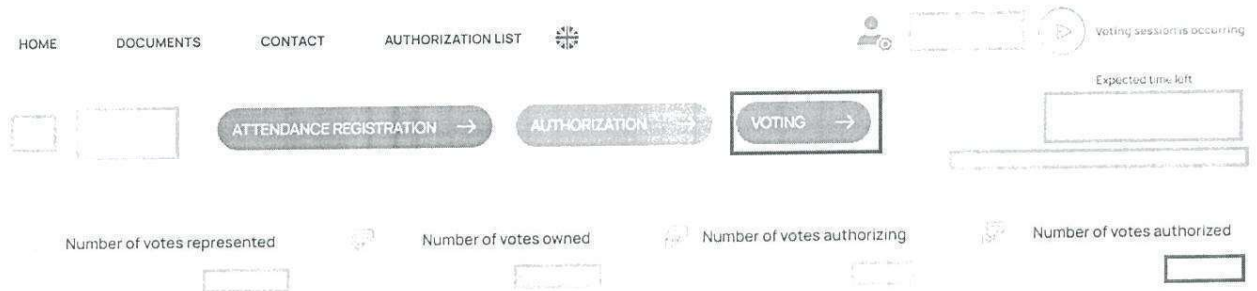 HOME DOCUMENTS CONTACT AUTHORIZATION LIST Voting session is occurring
Expected time left
ATTENDANCE REGISTRATION → AUTHORIZATION → VOTING →
Number of votes represented Number of votes owned Number of votes authorizing Number of votes authorized